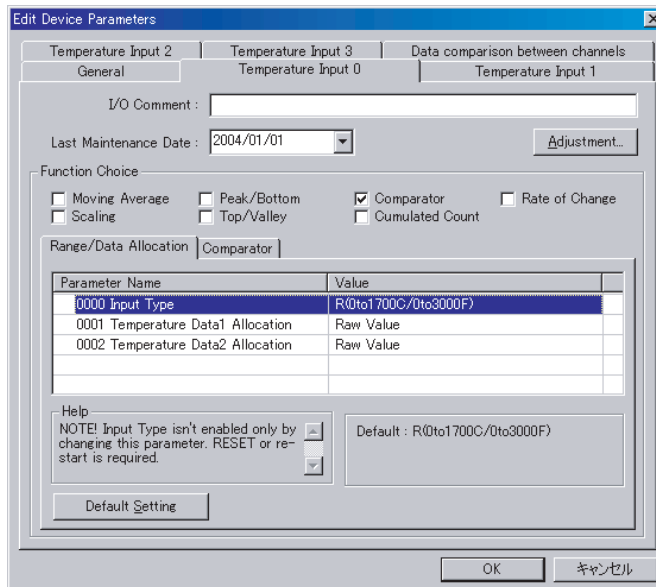 Edit Device Parameters
Temperature Input 2
Temperature Input 3
Data comparison between channels
General
Temperature Input 0
Temperature Input 1
I/O Comment :
Last Maintenance Date : 2004/01/01
Adjustment...
Function Choice
Moving Average
Peak/Bottom
Comparator
Rate of Change
Scaling
Top/Valley
Cumulated Count
Range/Data Allocation
Comparator
Parameter Name Value
0000 Input Type R(0to1700C/0to3000F)
0001 Temperature Data1 Allocation Raw Value
0002 Temperature Data2 Allocation Raw Value
Help
NOTE! Input Type isn't enabled only by
changing this parameter. RESET or re-
start is required.
Default : R(0to1700C/0to3000F)
Default Setting
OK
キャンセル